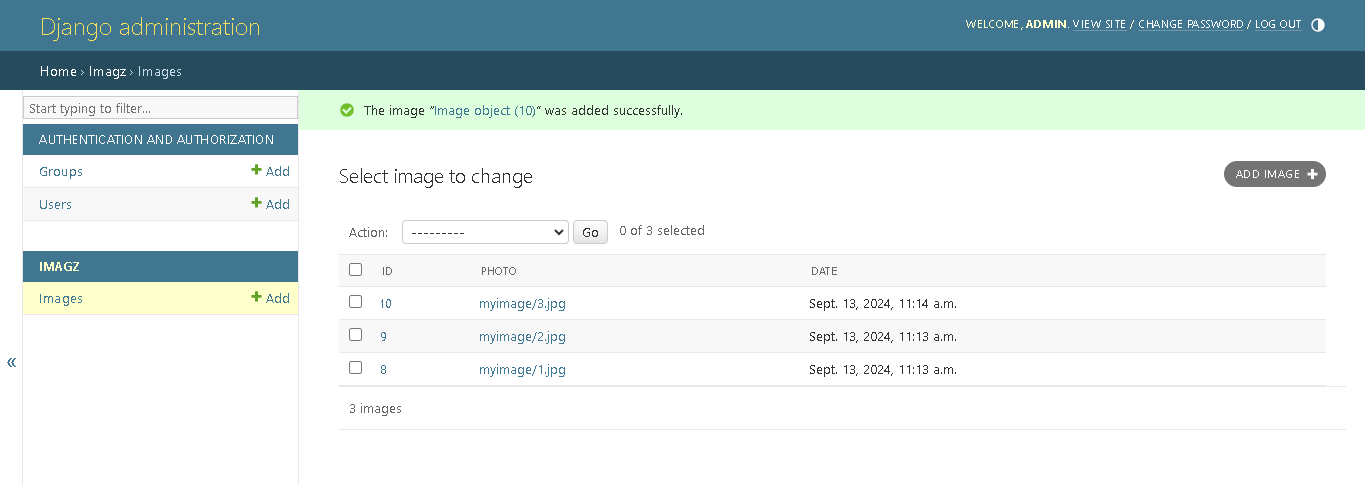 Django administration
WELCOME, ADMIN. VIEW SITE / CHANGE PASSWORD / LOG OUT
Home › Imagz › Images
Start typing to filter...
AUTHENTICATION AND AUTHORIZATION
Groups + Add
Users + Add
IMAGZ
Images + Add
«
The image “Image object (10)” was added successfully.
Select image to change
ADD IMAGE +
Action: --------- Go 0 of 3 selected
ID PHOTO DATE
10 myimage/3.jpg Sept. 13, 2024, 11:14 a.m.
9 myimage/2.jpg Sept. 13, 2024, 11:13 a.m.
8 myimage/1.jpg Sept. 13, 2024, 11:13 a.m.
3 images